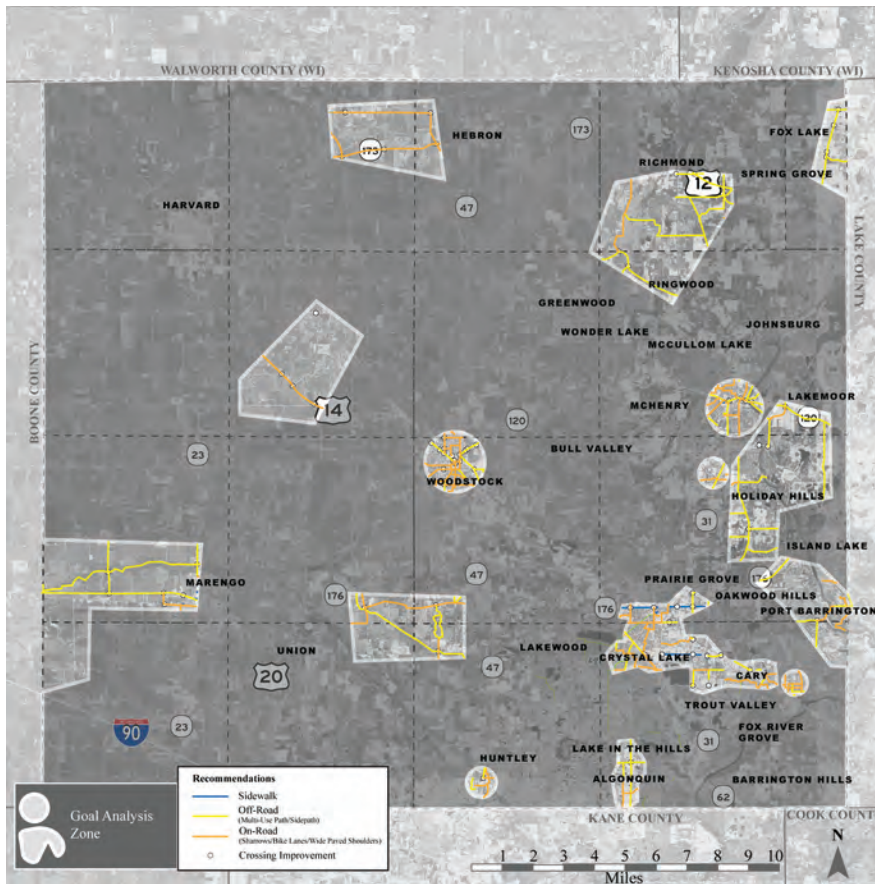 WALWORTH COUNTY (WI)
KENOSHA COUNTY (WI)
HEBRON
173
173
FOX LAKE
RICHMOND
SPRING GROVE
12
HARVARD
47
LAKE COUNTY
RINGWOOD
GREENWOOD
WONDER LAKE
JOHNSBURG
MCCULLOM LAKE
BOONE COUNTY
14
MCHENRY
LAKEMOOR
120
120
BULL VALLEY
23
WOODSTOCK
HOLIDAY HILLS
31
ISLAND LAKE
47
PRAIRIE GROVE
176
MARENGO
176
OAKWOOD HILLS
176
PORT BARRINGTON
UNION
LAKEWOOD
CRYSTAL LAKE
47
20
CARY
TROUT VALLEY
23
90
31
FOX RIVER
GROVE
HUNTLEY
LAKE IN THE HILLS
ALGONQUIN
BARRINGTON HILLS
62
KANE COUNTY
COOK COUNTY
Goal Analysis
Zone
Recommendations
Sidewalk
Off-Road
(Multi-Use Path/Sidepath)
On-Road
(Sharrows/Bike Lanes/Wide Paved Shoulders)
Crossing Improvement
N
1 2 3 4 5 6 7 8 9 10
Miles